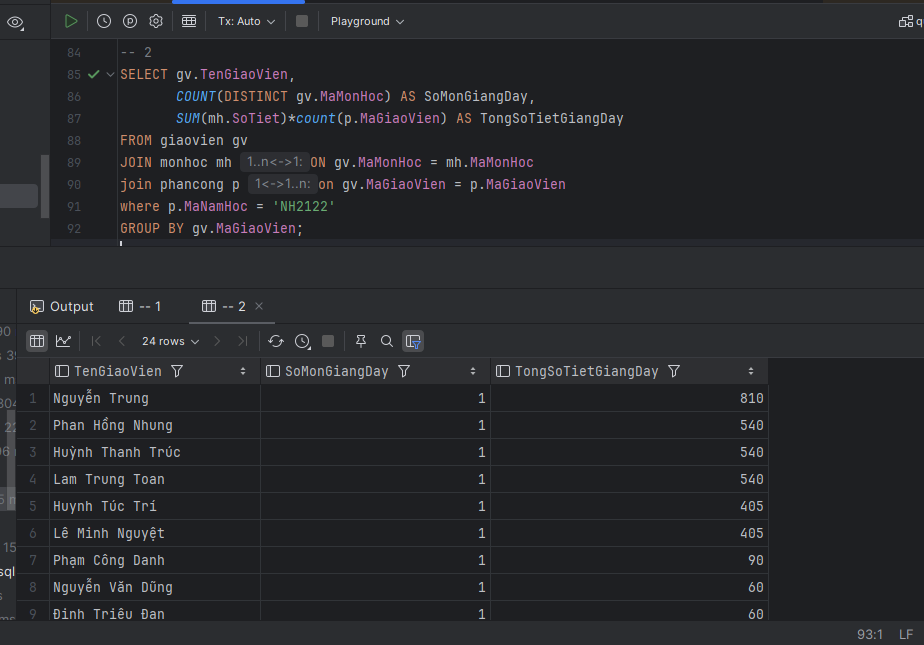 Tx: Auto Playground
84 -- 2
85 SELECT gv.TenGiaoVien,
86 COUNT(DISTINCT gv.MaMonHoc) AS SoMonGiangDay,
87 SUM(mh.SoTiet)*count(p.MaGiaoVien) AS TongSoTietGiangDay
88 FROM giaovien gv
89 JOIN monhoc mh 1..n<->1: ON gv.MaMonHoc = mh.MaMonHoc
90 join phancong p 1<->1..n: on gv.MaGiaoVien = p.MaGiaoVien
91 where p.MaNamHoc = 'NH2122'
92 GROUP BY gv.MaGiaoVien;
Output -- 1 -- 2
24 rows
TenGiaoVien SoMonGiangDay TongSoTietGiangDay
1 Nguyễn Trung 1 810
2 Phan Hồng Nhung 1 540
3 Huỳnh Thanh Trúc 1 540
4 Lam Trung Toan 1 540
5 Huynh Túc Trí 1 405
6 Lê Minh Nguyệt 1 405
7 Phạm Công Danh 1 90
8 Nguyễn Văn Dũng 1 60
9 Đinh Triệu Đan 1 60
93:1 LF